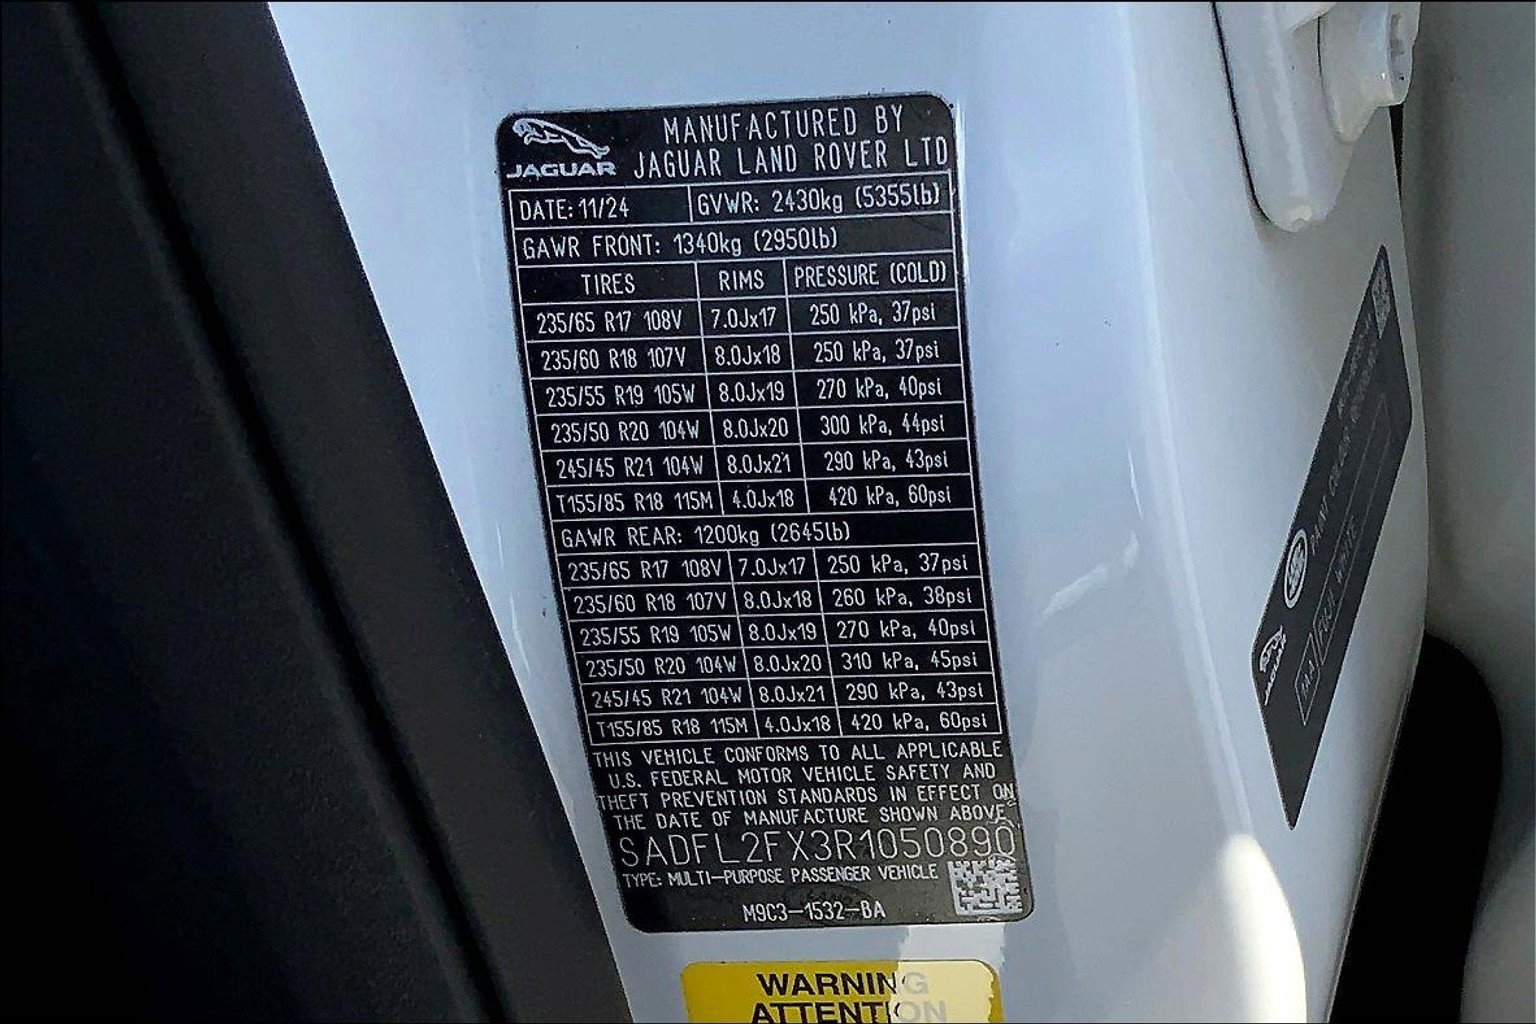 JAGUAR
MANUFACTURED BY
JAGUAR LAND ROVER LTD
DATE: 11/24 GVWR: 2430kg (5355lb)
GAWR FRONT: 1340kg (2950lb)
TIRES RIMS PRESSURE (COLD)
235/65 R17 108V 7.0Jx17 250 kPa, 37psi
235/60 R18 107V 8.0Jx18 250 kPa, 37psi
235/55 R19 105W 8.0Jx19 270 kPa, 40psi
235/50 R20 104W 8.0Jx20 300 kPa, 44psi
245/45 R21 104W 8.0Jx21 290 kPa, 43psi
T155/85 R18 115M 4.0Jx18 420 kPa, 60psi
GAWR REAR: 1200kg (2645lb)
235/65 R17 108V 7.0Jx17 250 kPa, 37psi
235/60 R18 107V 8.0Jx18 260 kPa, 38psi
235/55 R19 105W 8.0Jx19 270 kPa, 40psi
235/50 R20 104W 8.0Jx20 310 kPa, 45psi
245/45 R21 104W 8.0Jx21 290 kPa, 43psi
T155/85 R18 115M 4.0Jx18 420 kPa, 60psi
THIS VEHICLE CONFORMS TO ALL APPLICABLE
U.S. FEDERAL MOTOR VEHICLE SAFETY AND
THEFT PREVENTION STANDARDS IN EFFECT ON
THE DATE OF MANUFACTURE SHOWN ABOVE
SADFL2FX3R1050890
TYPE: MULTI-PURPOSE PASSENGER VEHICLE
M9C3-1532-BA
WARNING
ATTENTION
JAGUAR
PAINT COLOUR
1AA FUJI WHITE